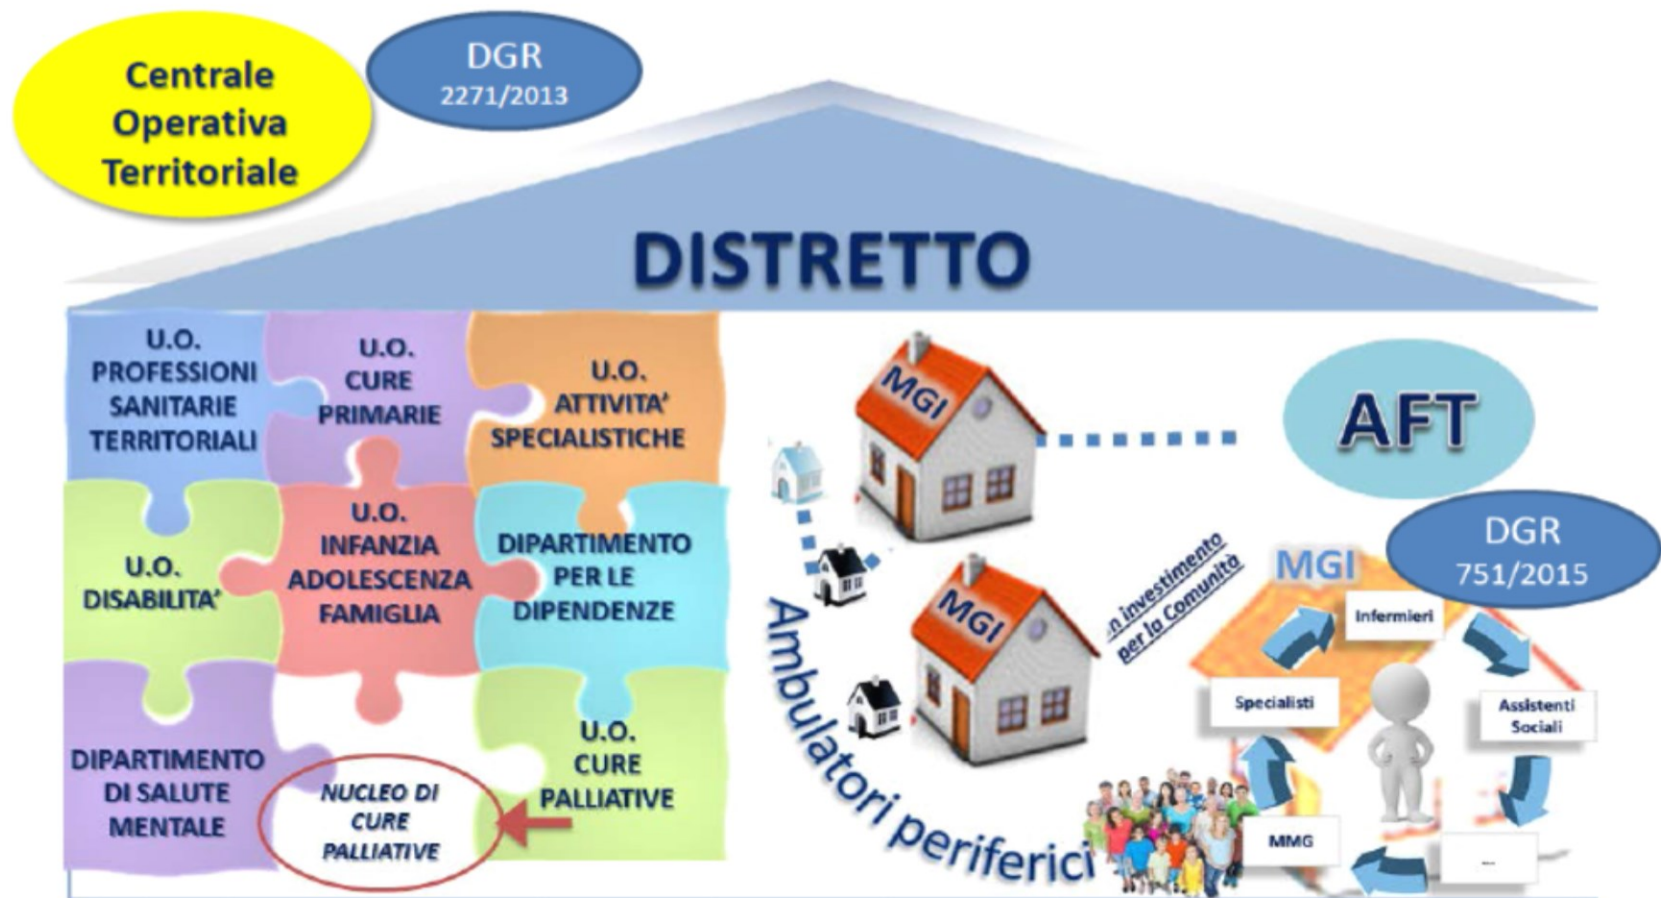 Centrale
Operativa
Territoriale
DGR
2271/2013
DISTRETTO
U.O.
PROFESSIONI
SANITARIE
TERRITORIALI
U.O.
CURE
PRIMARIE
U.O.
ATTIVITA'
SPECIALISTICHE
U.O.
DISABILITA'
U.O.
INFANZIA
ADOLESCENZA
FAMIGLIA
DIPARTIMENTO
PER LE
DIPENDENZE
DIPARTIMENTO
DI SALUTE
MENTALE
NUCLEO DI
CURE
PALLIATIVE
U.O.
CURE
PALLIATIVE
MGI
MGI
Ambulatori periferici
investimento
per la Comunità
AFT
DGR
751/2015
MGI
Infermieri
Specialisti
Assistenti
Sociali
MMG
...